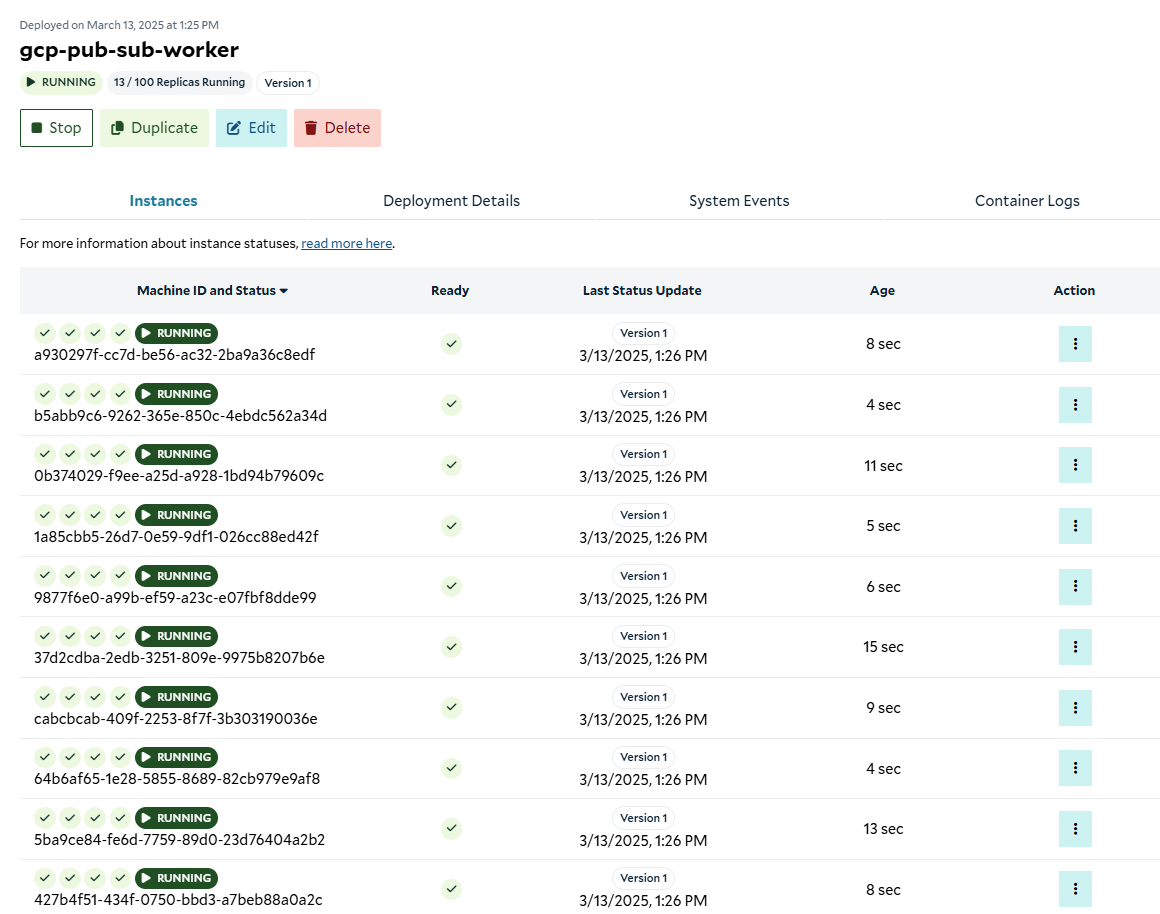 Deployed on March 13, 2025 at 1:25 PM
gcp-pub-sub-worker
RUNNING 13 / 100 Replicas Running Version 1
Stop Duplicate Edit Delete
Instances Deployment Details System Events Container Logs
For more information about instance statuses, read more here.
Machine ID and Status Ready Last Status Update Age Action
RUNNING Version 1
a930297f-cc7d-be56-ac32-2ba9a36c8edf 3/13/2025, 1:26 PM 8 sec
RUNNING Version 1
b5abb9c6-9262-365e-850c-4ebdc562a34d 3/13/2025, 1:26 PM 4 sec
RUNNING Version 1
0b374029-f9ee-a25d-a928-1bd94b79609c 3/13/2025, 1:26 PM 11 sec
RUNNING Version 1
1a85cbb5-26d7-0e59-9df1-026cc88ed42f 3/13/2025, 1:26 PM 5 sec
RUNNING Version 1
9877f6e0-a99b-ef59-a23c-e07fbf8dde99 3/13/2025, 1:26 PM 6 sec
RUNNING Version 1
37d2cdba-2edb-3251-809e-9975b8207b6e 3/13/2025, 1:26 PM 15 sec
RUNNING Version 1
cabcbcab-409f-2253-8f7f-3b303190036e 3/13/2025, 1:26 PM 9 sec
RUNNING Version 1
64b6af65-1e28-5855-8689-82cb979e9af8 3/13/2025, 1:26 PM 4 sec
RUNNING Version 1
5ba9ce84-fe6d-7759-89d0-23d76404a2b2 3/13/2025, 1:26 PM 13 sec
RUNNING Version 1
427b4f51-434f-0750-bbd3-a7beb88a0a2c 3/13/2025, 1:26 PM 8 sec